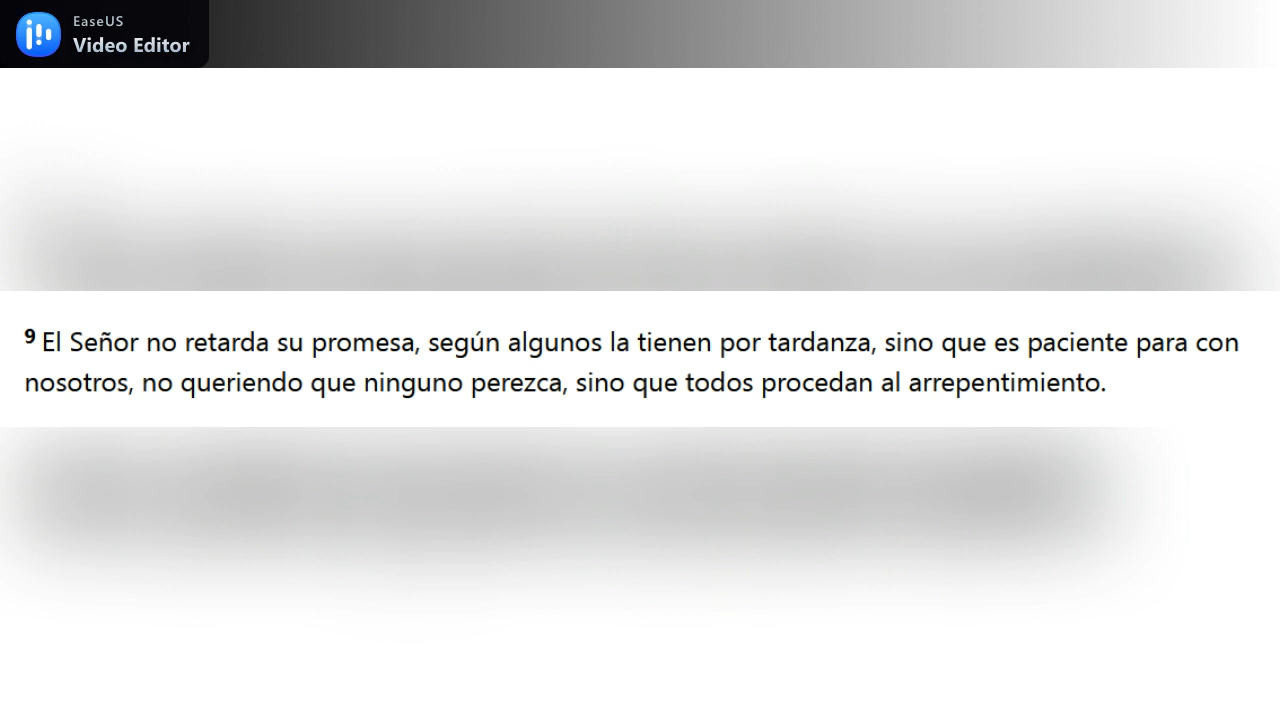 EaseUS
Video Editor
9 El Señor no retarda su promesa, según algunos la tienen por tardanza, sino que es paciente para con
nosotros, no queriendo que ninguno perezca, sino que todos procedan al arrepentimiento.